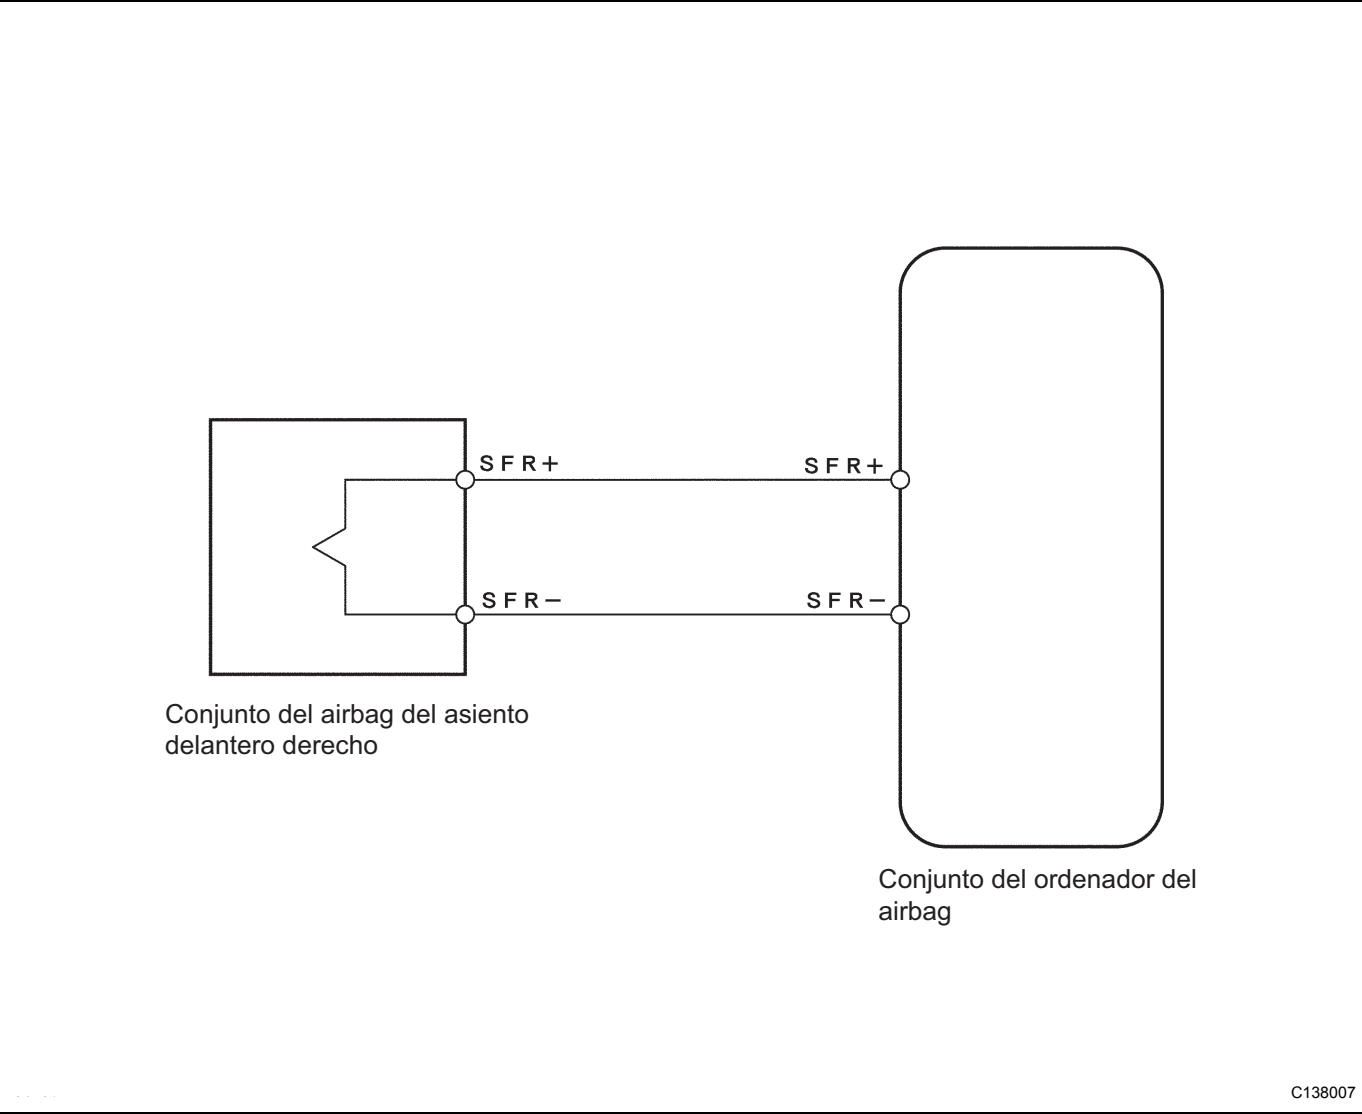 SFR+
SFR+
SFR−
SFR−
Conjunto del airbag del asiento
delantero derecho
Conjunto del ordenador del
airbag
C138007